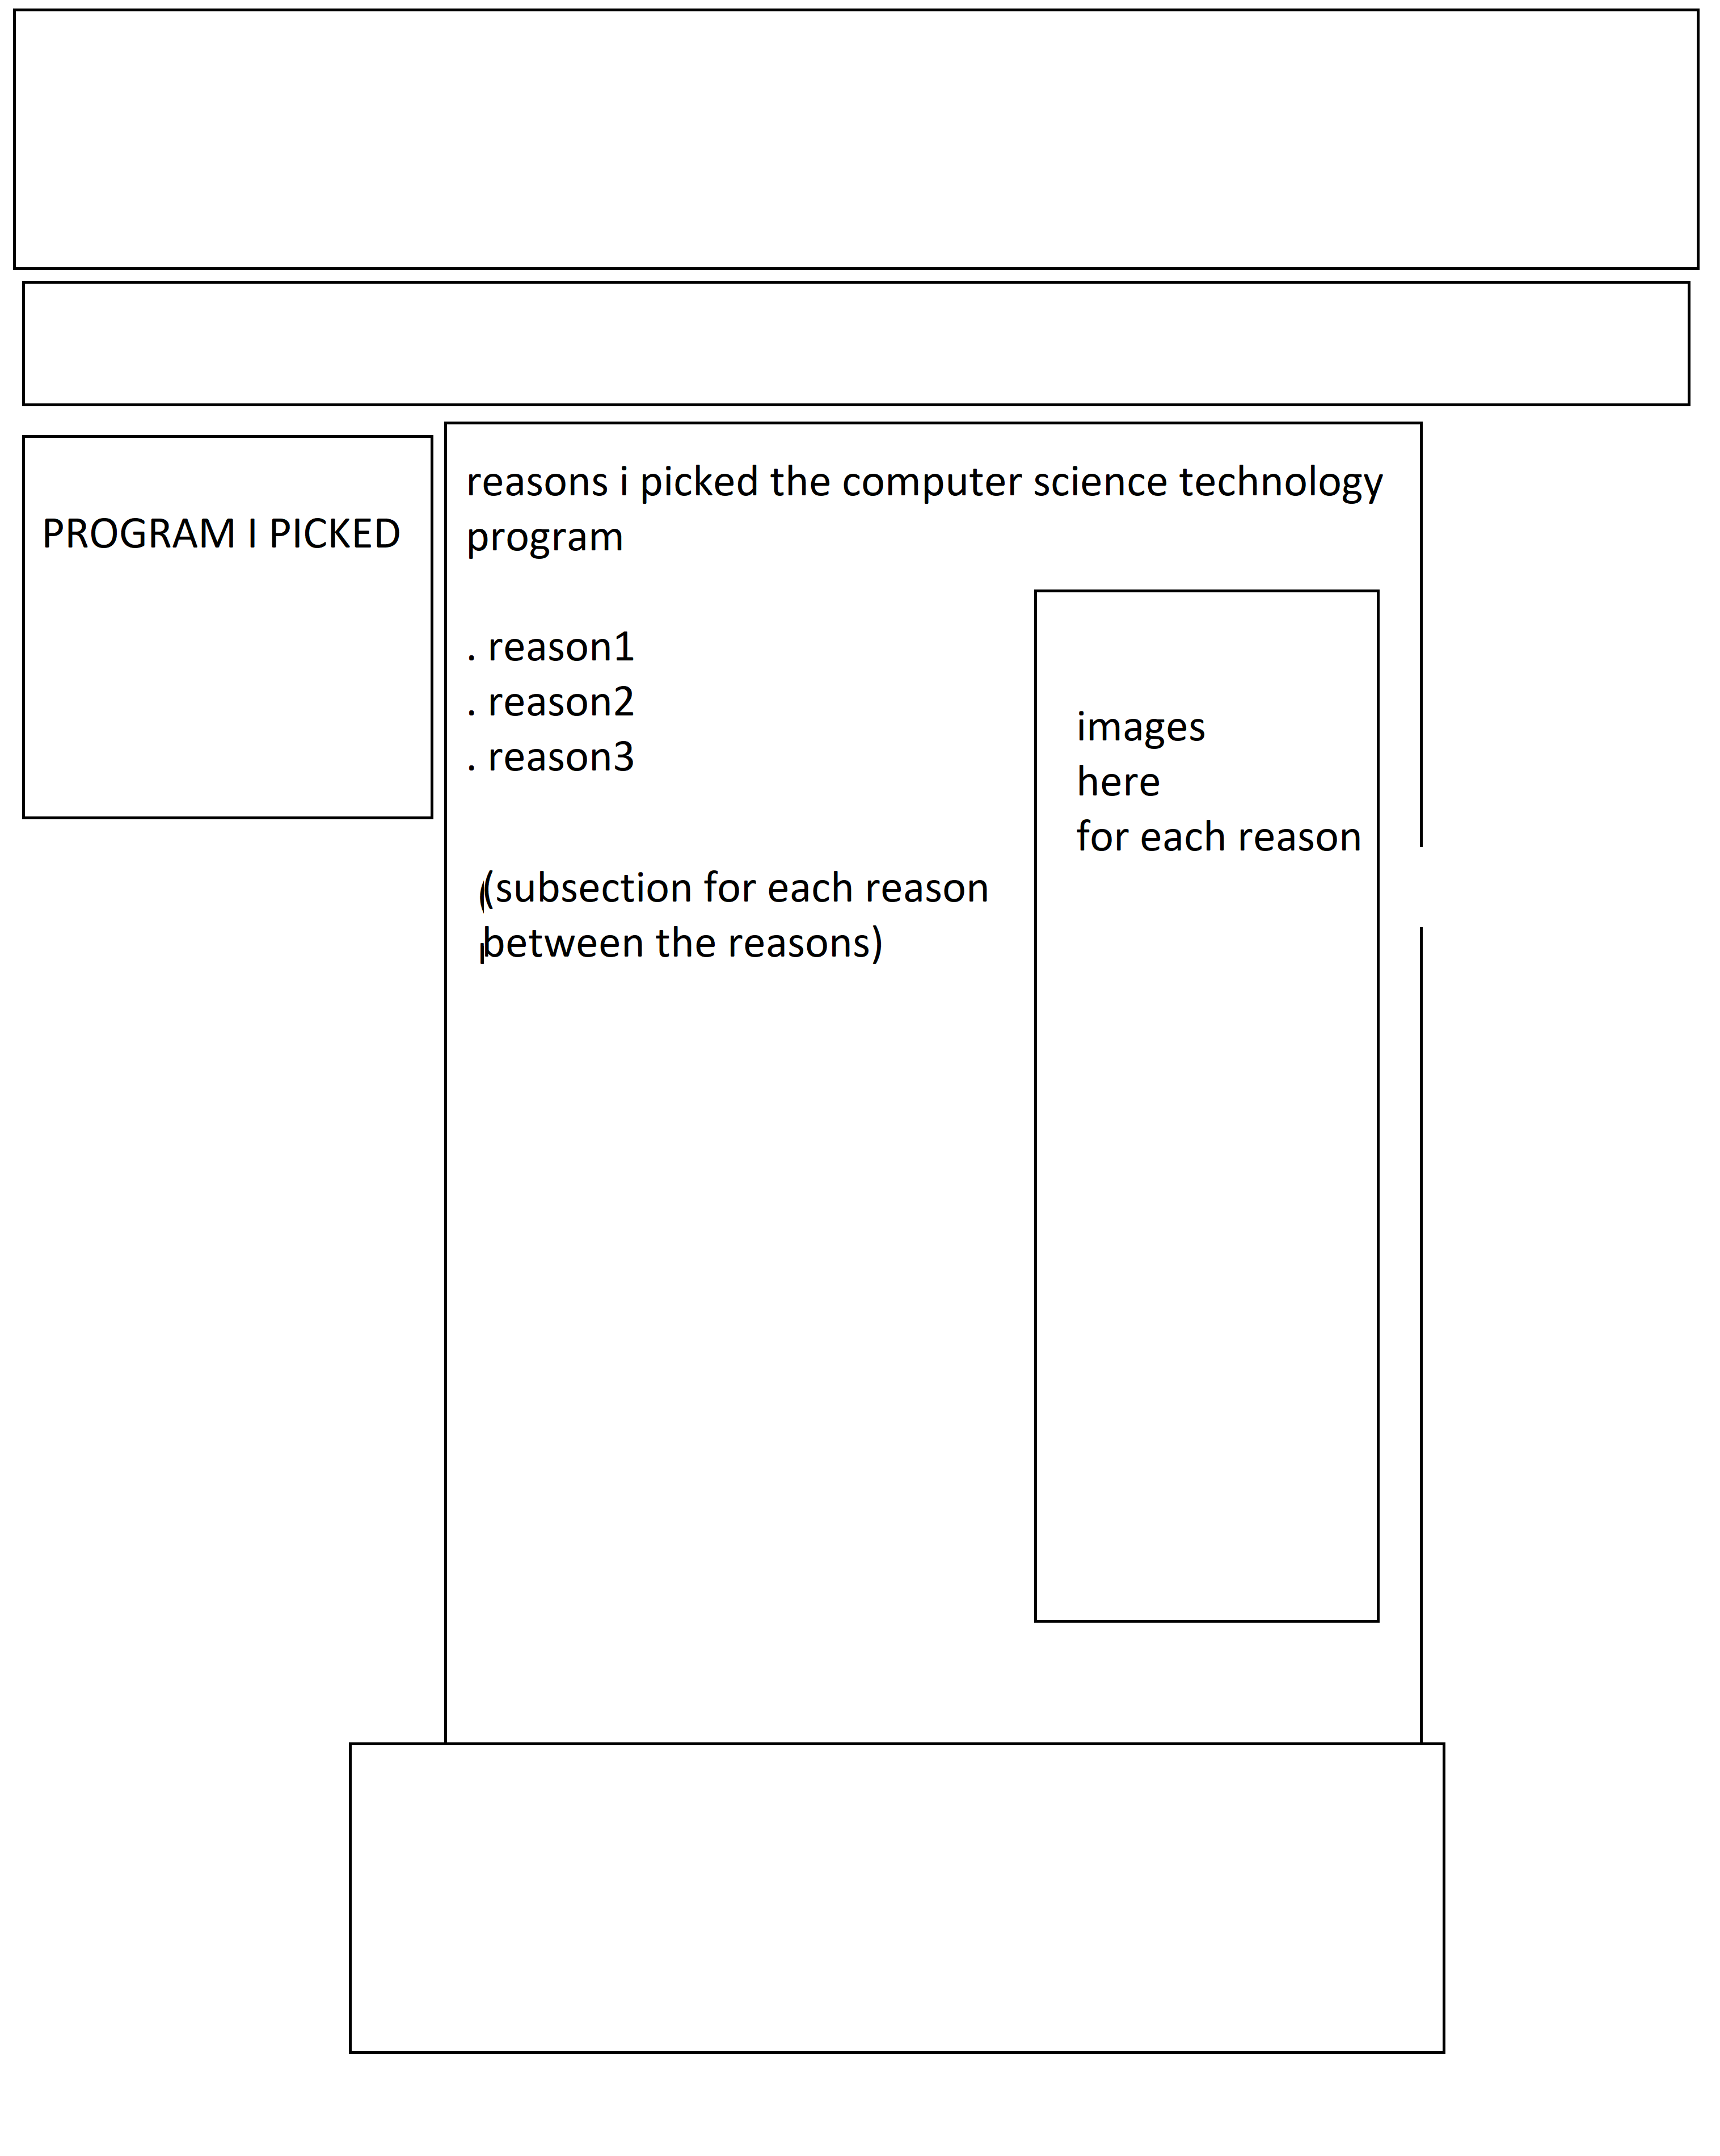 PROGRAM I PICKED
reasons i picked the computer science technology
program
. reason1
. reason2
. reason3
(subsection for each reason
between the reasons)
images
here
for each reason